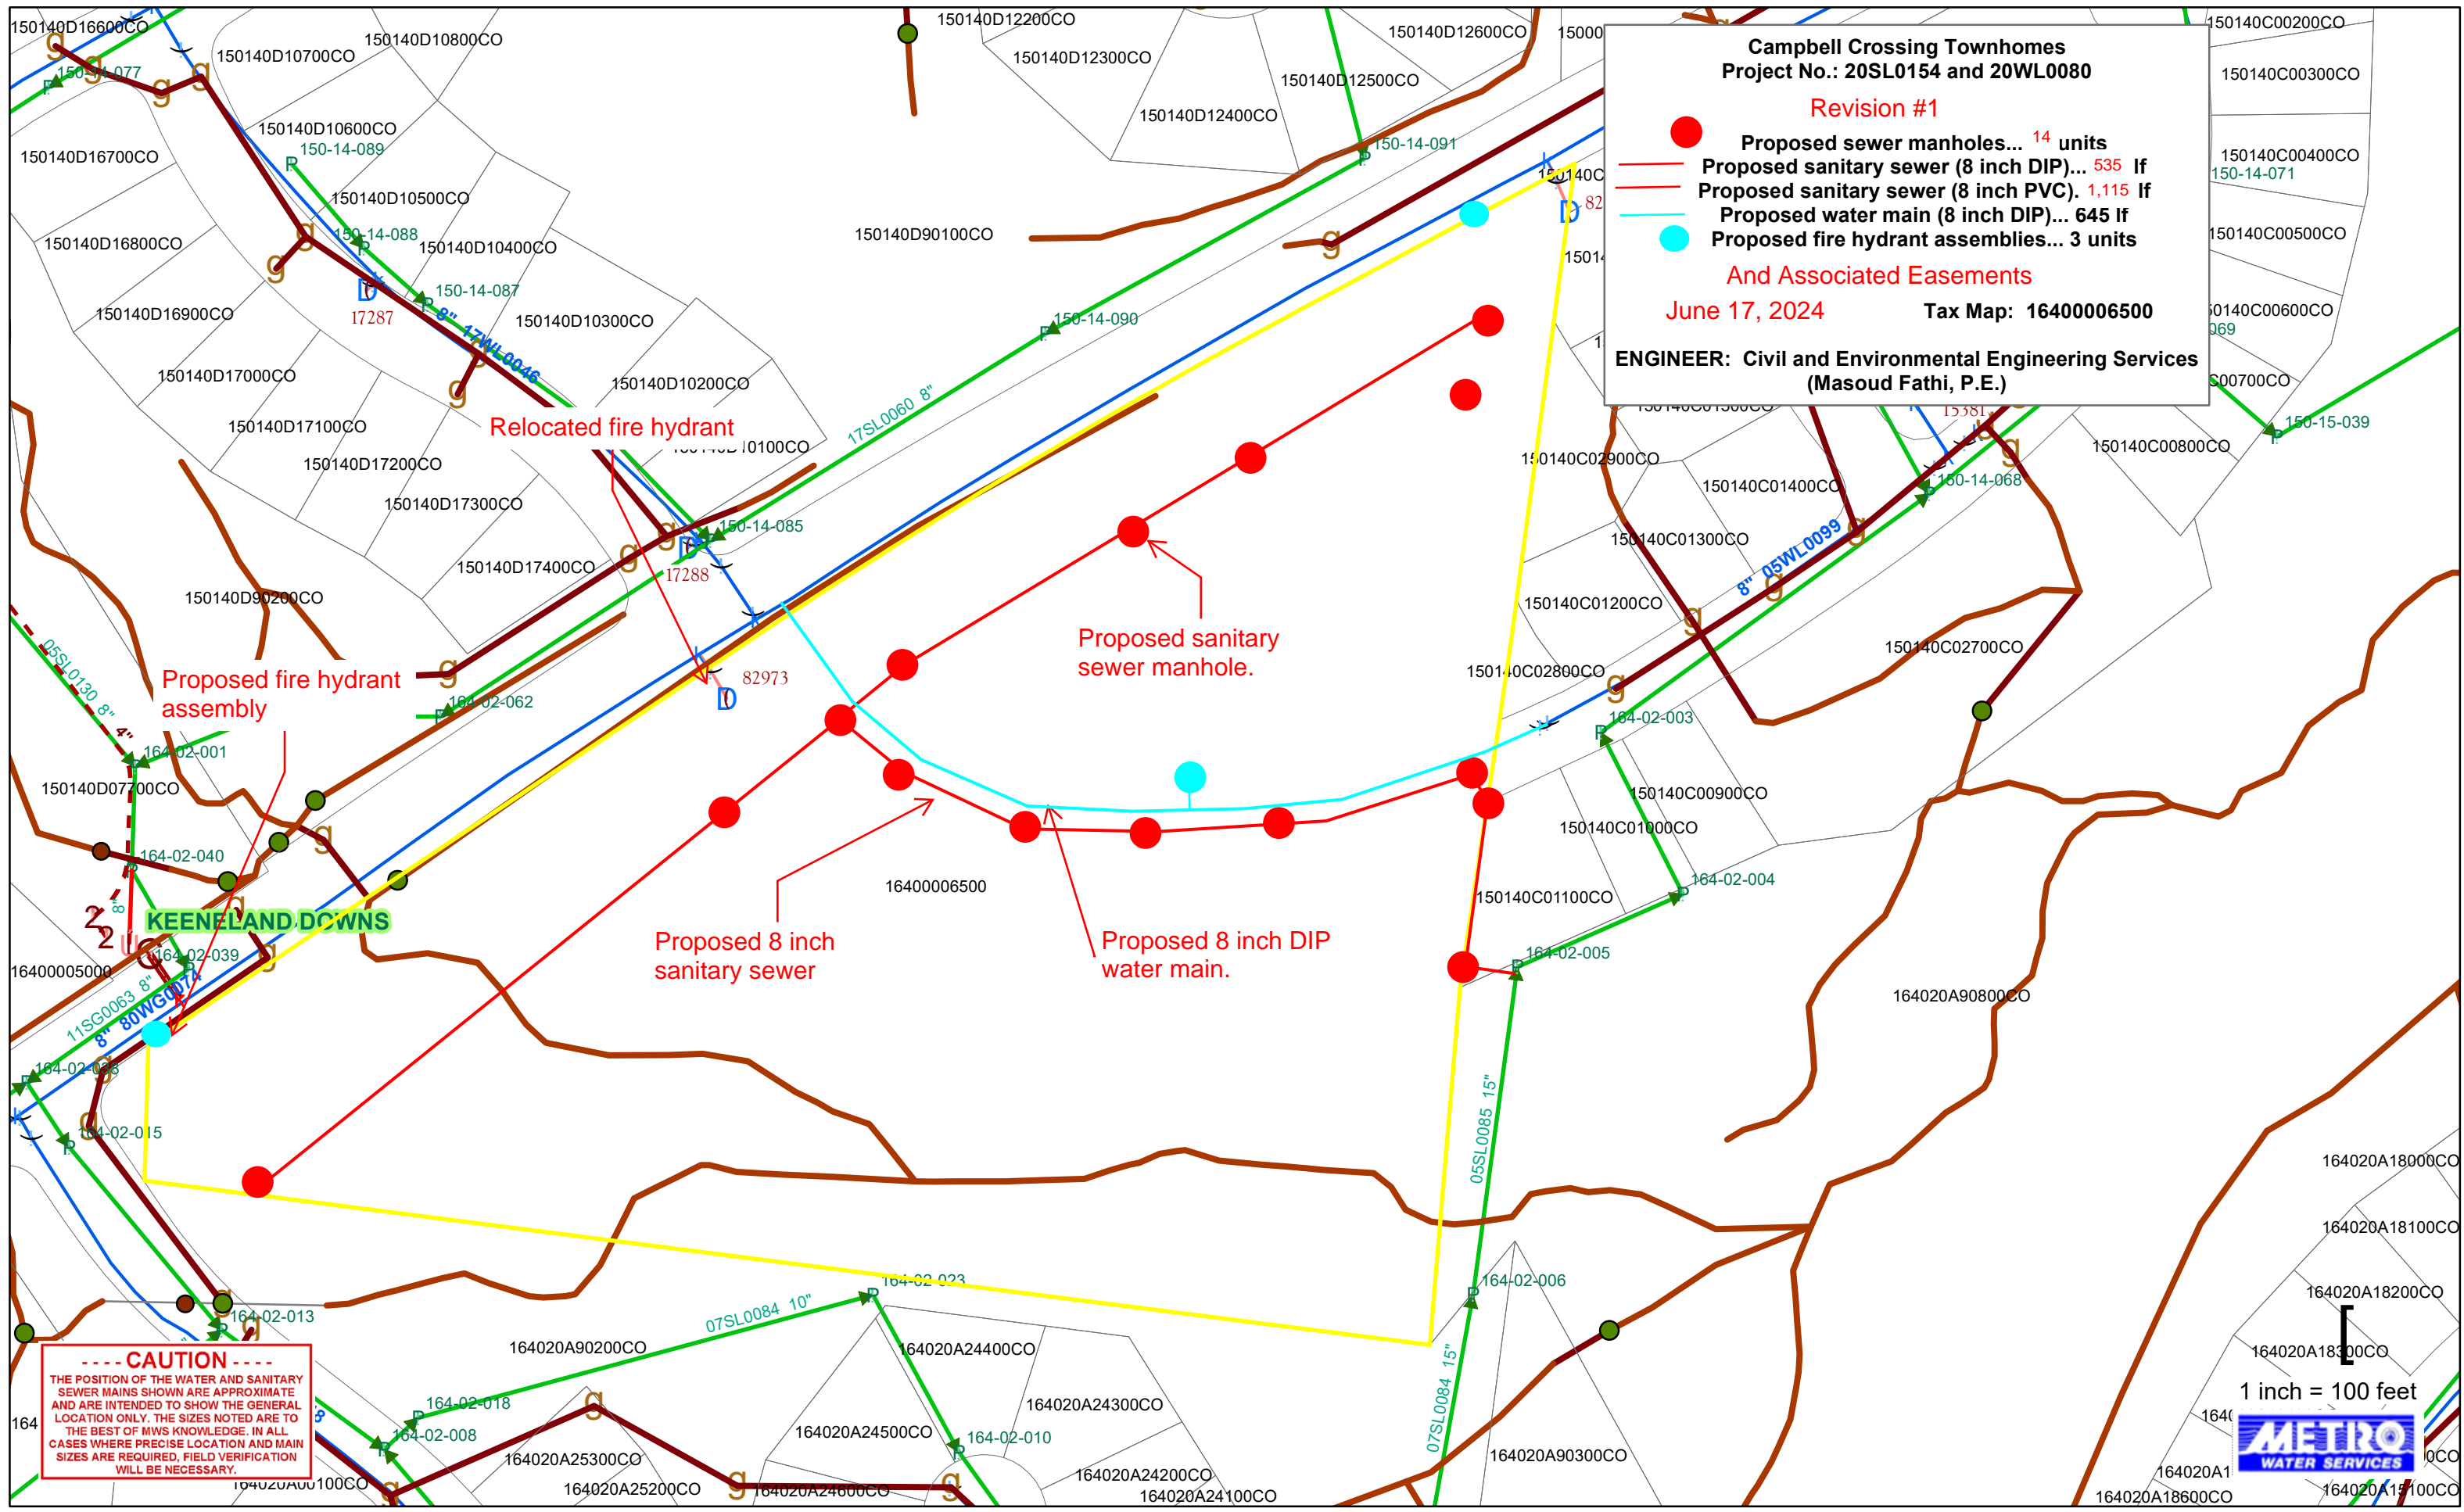 Campbell Crossing Townhomes
Project No.: 20SL0154 and 20WL0080
Revision #1
Proposed sewer manholes... 14 units
Proposed sanitary sewer (8 inch DIP)... 535 lf
Proposed sanitary sewer (8 inch PVC). 1,115 lf
Proposed water main (8 inch DIP)... 645 lf
Proposed fire hydrant assemblies... 3 units
And Associated Easements
June 17, 2024 Tax Map: 16400006500
ENGINEER: Civil and Environmental Engineering Services
(Masoud Fathi, P.E.)
150140D16600CO
150140D10700CO
150140D10800CO
150140D12200CO
150140D12300CO
150140D12600CO
150140D12500CO
150140D12400CO
150140C00200CO
150140C00300CO
150140C00400CO
150-14-071
150140C00500CO
150-14-077
150140D10600CO
150-14-089
150140D16700CO
150140D10500CO
150-14-088
150140D10400CO
150140D16800CO
150-14-087
17287
8" 17WL0046
150140D16900CO
150140D10300CO
150140D17000CO
150140D10200CO
150140D17100CO
150140D17200CO
150140D17300CO
150140D17400CO
150140D90100CO
150-14-091
150-14-090
17SL0060 8"
Relocated fire hydrant
150-14-085
17288
82973
150140D90200CO
05SL0130 8"
4"
Proposed fire hydrant
assembly
164-02-062
164-02-001
150140D07700CO
164-02-040
8"
KEENELAND DOWNS
164-02-039
16400005000
11SG0063 8"
8" 80WG0074
164-02-038
164-02-015
164-02-013
Proposed sanitary
sewer manhole.
Proposed 8 inch
sanitary sewer
Proposed 8 inch DIP
water main.
16400006500
150140C02900CO
150140C01400CO
150140C01300CO
150140C01200CO
150140C02800CO
8" 05WL0099
15381
150-14-068
150140C00800CO
150-15-039
150140C02700CO
164-02-003
150140C00900CO
150140C01000CO
150140C01100CO
164-02-004
164-02-005
164020A90800CO
05SL0085 15"
164-02-006
07SL0084 15"
164-02-023
07SL0084 10"
164020A90200CO
164-02-018
164-02-008
164020A24400CO
164020A24300CO
164020A24500CO
164-02-010
164020A25300CO
164020A25200CO
164020A24600CO
164020A24200CO
164020A24100CO
164020A90300CO
164020A18000CO
164020A18100CO
164020A18200CO
164020A18300CO
164020A18600CO
164020A15100CO
1 inch = 100 feet
METRO
WATER SERVICES
- - - - CAUTION - - - -
THE POSITION OF THE WATER AND SANITARY
SEWER MAINS SHOWN ARE APPROXIMATE
AND ARE INTENDED TO SHOW THE GENERAL
LOCATION ONLY. THE SIZES NOTED ARE TO
THE BEST OF MWS KNOWLEDGE. IN ALL
CASES WHERE PRECISE LOCATION AND MAIN
SIZES ARE REQUIRED, FIELD VERIFICATION
WILL BE NECESSARY.